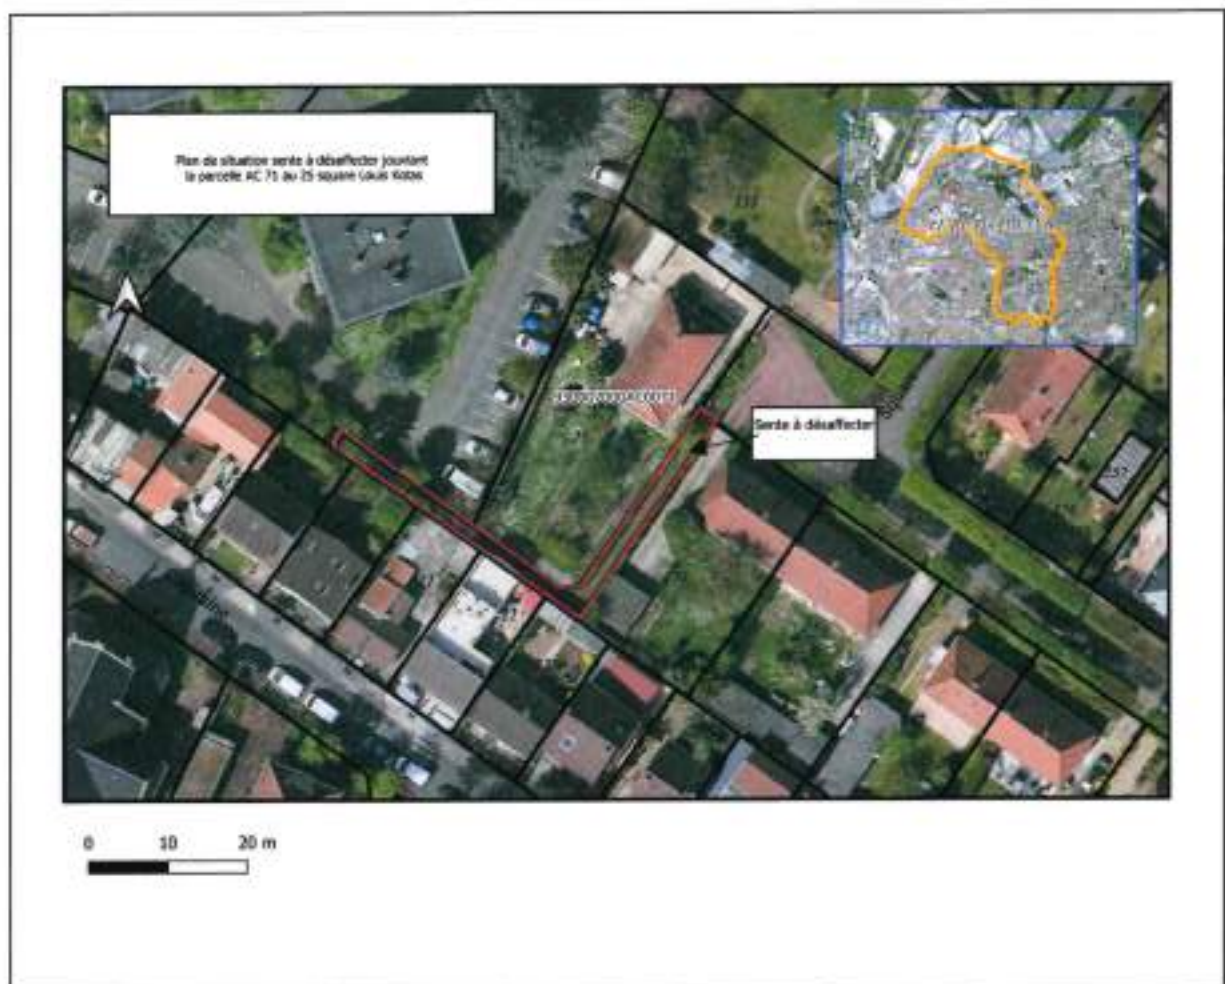 Plan de situation sente à désaffecter jouxtant
la parcelle AC 71 au 25 square Louis Kolas
Sente à désaffecter
0 10 20 m